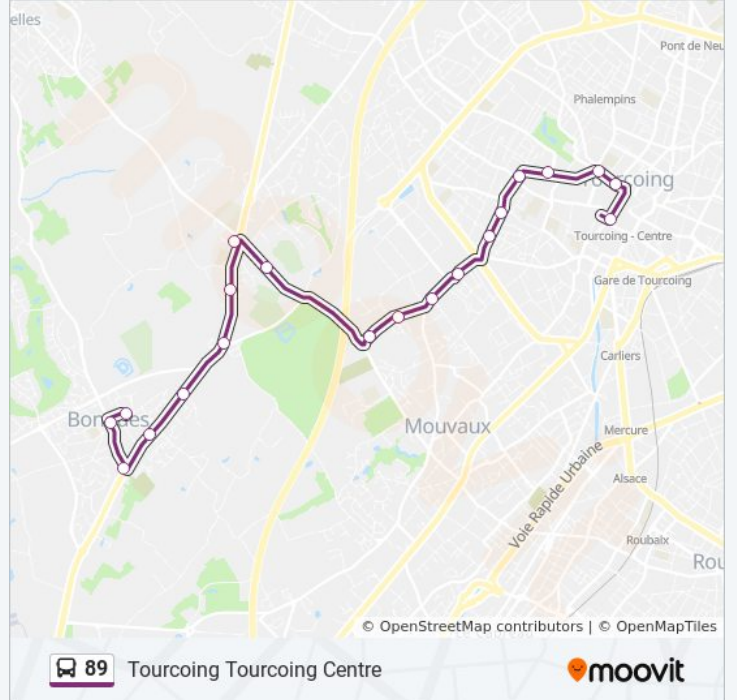 elles
Pont de Neu
Phalempins
Tourcoing
Tourcoing - Centre
Gare de Tourcoing
Carliers
Bondues
Mouvaux
Mercure
Voie Rapide Urbaine
Alsace
Roubaix
Rou
© OpenStreetMap contributors | © OpenMapTiles
89 Tourcoing Tourcoing Centre
moovit